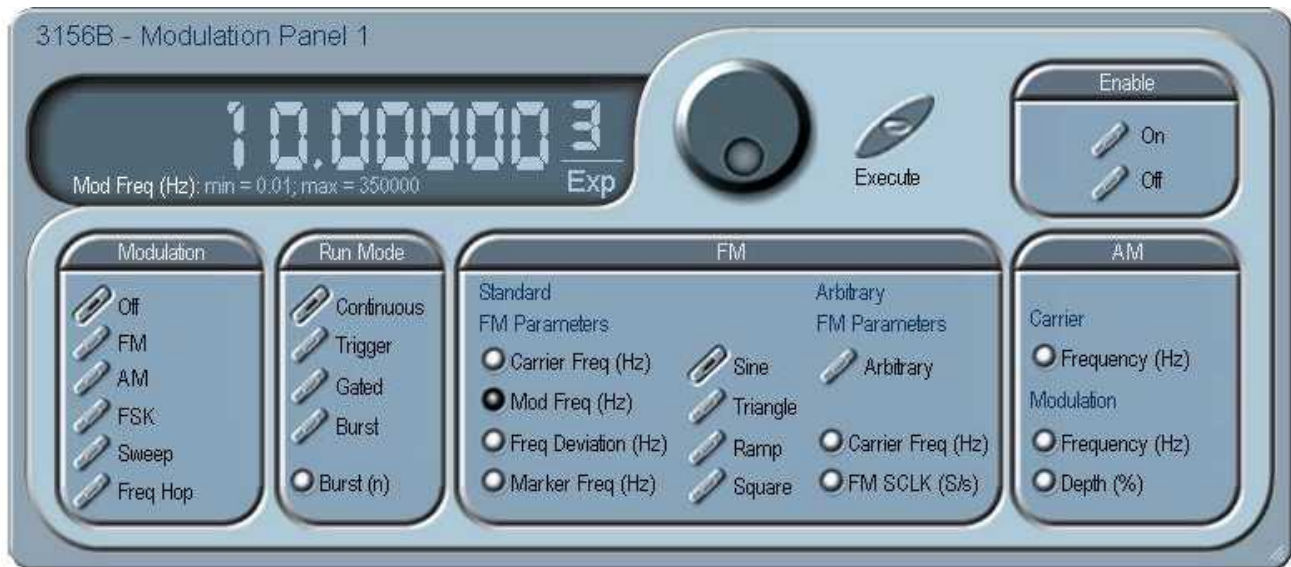 3156B - Modulation Panel 1
10.00000 3
Exp
Mod Freq (Hz): min = 0.01; max = 350000
Execute
Enable
On
Off
Modulation
Off
FM
AM
FSK
Sweep
Freq Hop
Run Mode
Continuous
Trigger
Gated
Burst
Burst (n)
FM
Standard
FM Parameters
Carrier Freq (Hz)
Mod Freq (Hz)
Freq Deviation (Hz)
Marker Freq (Hz)
Sine
Triangle
Ramp
Square
Arbitrary
FM Parameters
Arbitrary
Carrier Freq (Hz)
FM SCLK (S/s)
AM
Carrier
Frequency (Hz)
Modulation
Frequency (Hz)
Depth (%)